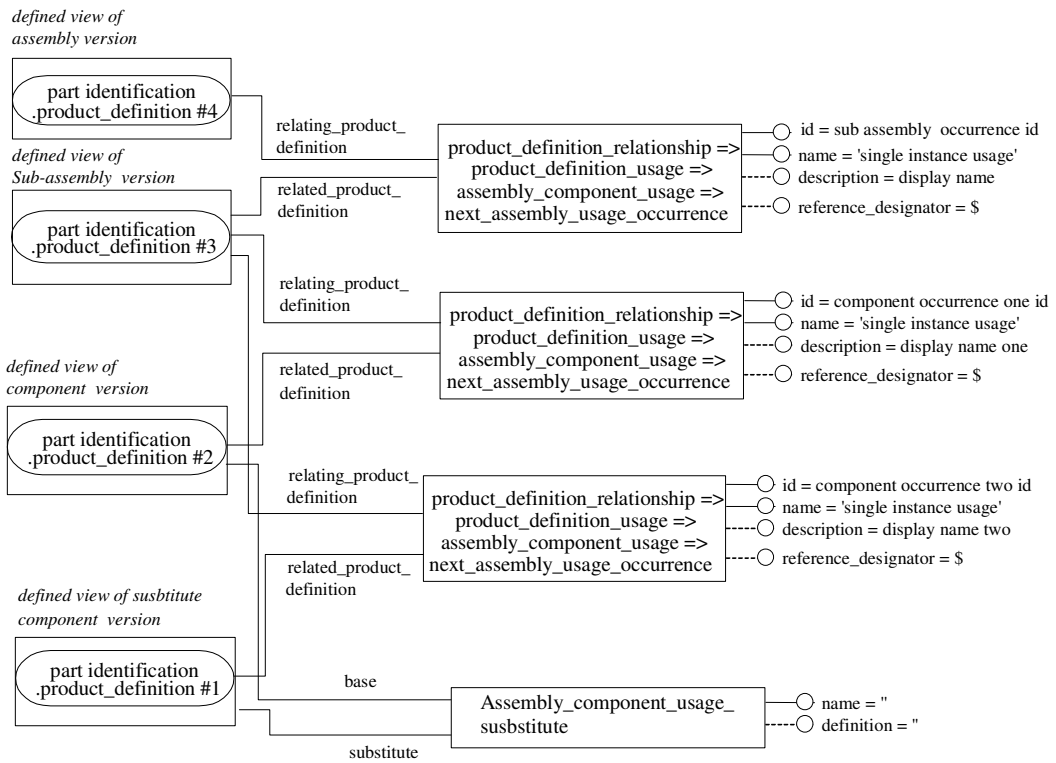 defined view of
assembly version
part identification
.product_definition #4
relating_product_
definition
product_definition_relationship =>
product_definition_usage =>
assembly_component_usage =>
next_assembly_usage_occurrence
id = sub assembly occurrence id
name = 'single instance usage'
description = display name
reference_designator = $
defined view of
Sub-assembly version
related_product_
definition
part identification
.product_definition #3
relating_product_
definition
product_definition_relationship =>
product_definition_usage =>
assembly_component_usage =>
next_assembly_usage_occurrence
id = component occurrence one id
name = 'single instance usage'
description = display name one
reference_designator = $
defined view of
component version
related_product_
definition
part identification
.product_definition #2
relating_product_
definition
product_definition_relationship =>
product_definition_usage =>
assembly_component_usage =>
next_assembly_usage_occurrence
id = component occurrence two id
name = 'single instance usage'
description = display name two
reference_designator = $
related_product_
definition
defined view of susbtitute
component version
part identification
.product_definition #1
base
substitute
Assembly_component_usage_
susbstitute
name = ''
definition = ''